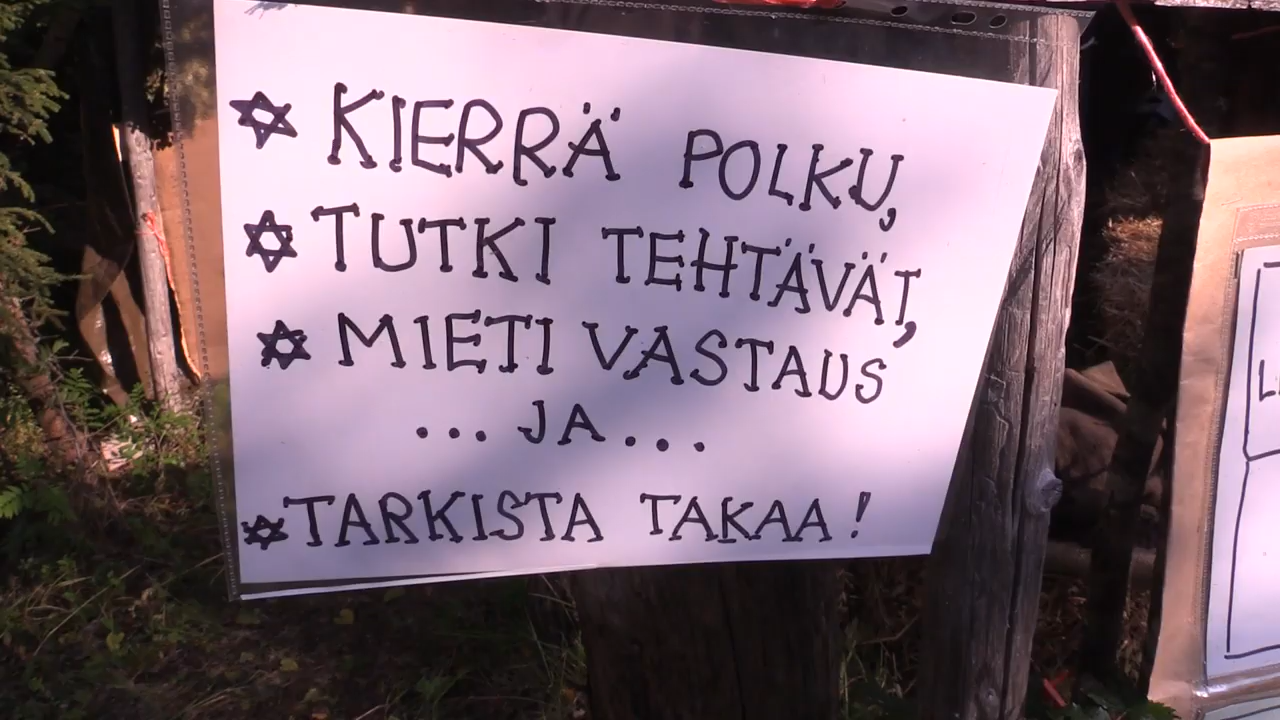 ✡ KIERRÄ POLKU,
✡ TUTKI TEHTÄVÄT,
✡ MIETI VASTAUS
... JA...
✡ TARKISTA TAKAA!